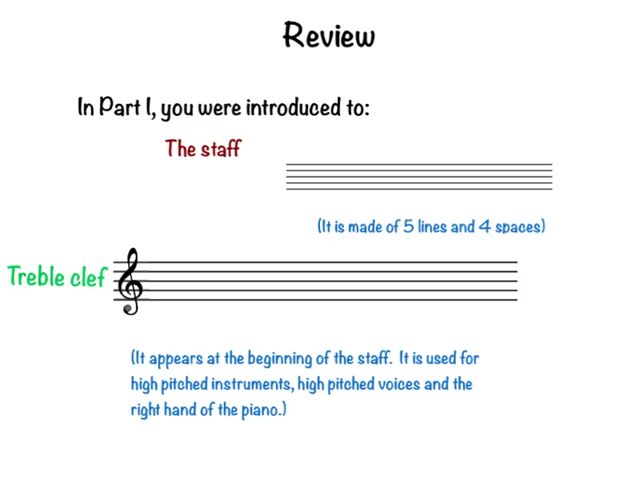 Review
In Part I, you were introduced to:
The staff
(It is made of 5 lines and 4 spaces)
Treble clef
(It appears at the beginning of the staff. It is used for
high pitched instruments, high pitched voices and the
right hand of the piano.)